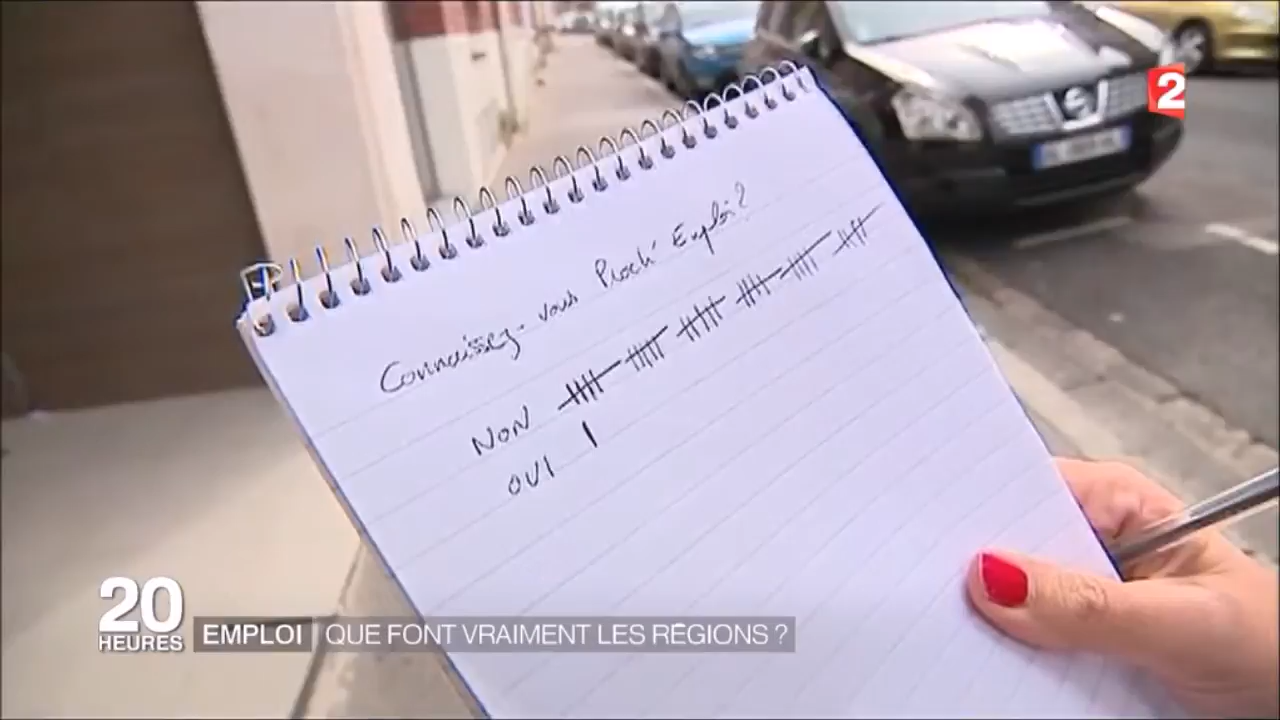 2
Connaissez-vous Proch' Emploi?
NON
OUI
20
HEURES
EMPLOI QUE FONT VRAIMENT LES RÉGIONS ?